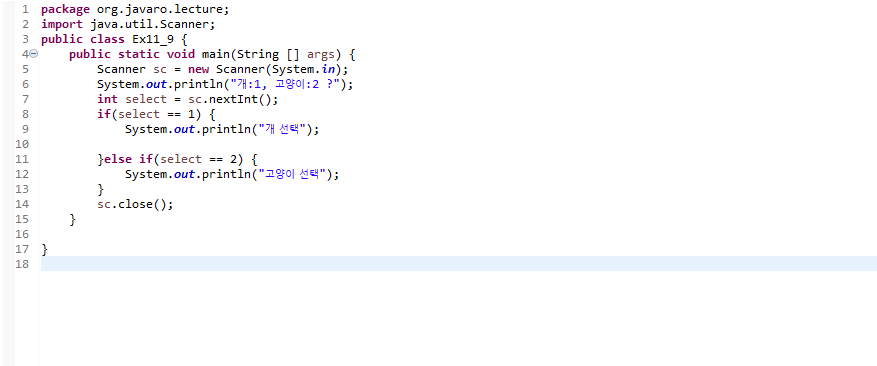 1 package org.javaro.lecture;
2 import java.util.Scanner;
3 public class Ex11_9 {
4 public static void main(String [] args) {
5 Scanner sc = new Scanner(System.in);
6 System.out.println("개:1, 고양이:2 ?");
7 int select = sc.nextInt();
8 if(select == 1) {
9 System.out.println("개 선택");
10
11 }else if(select == 2) {
12 System.out.println("고양이 선택");
13 }
14 sc.close();
15 }
16
17 }
18